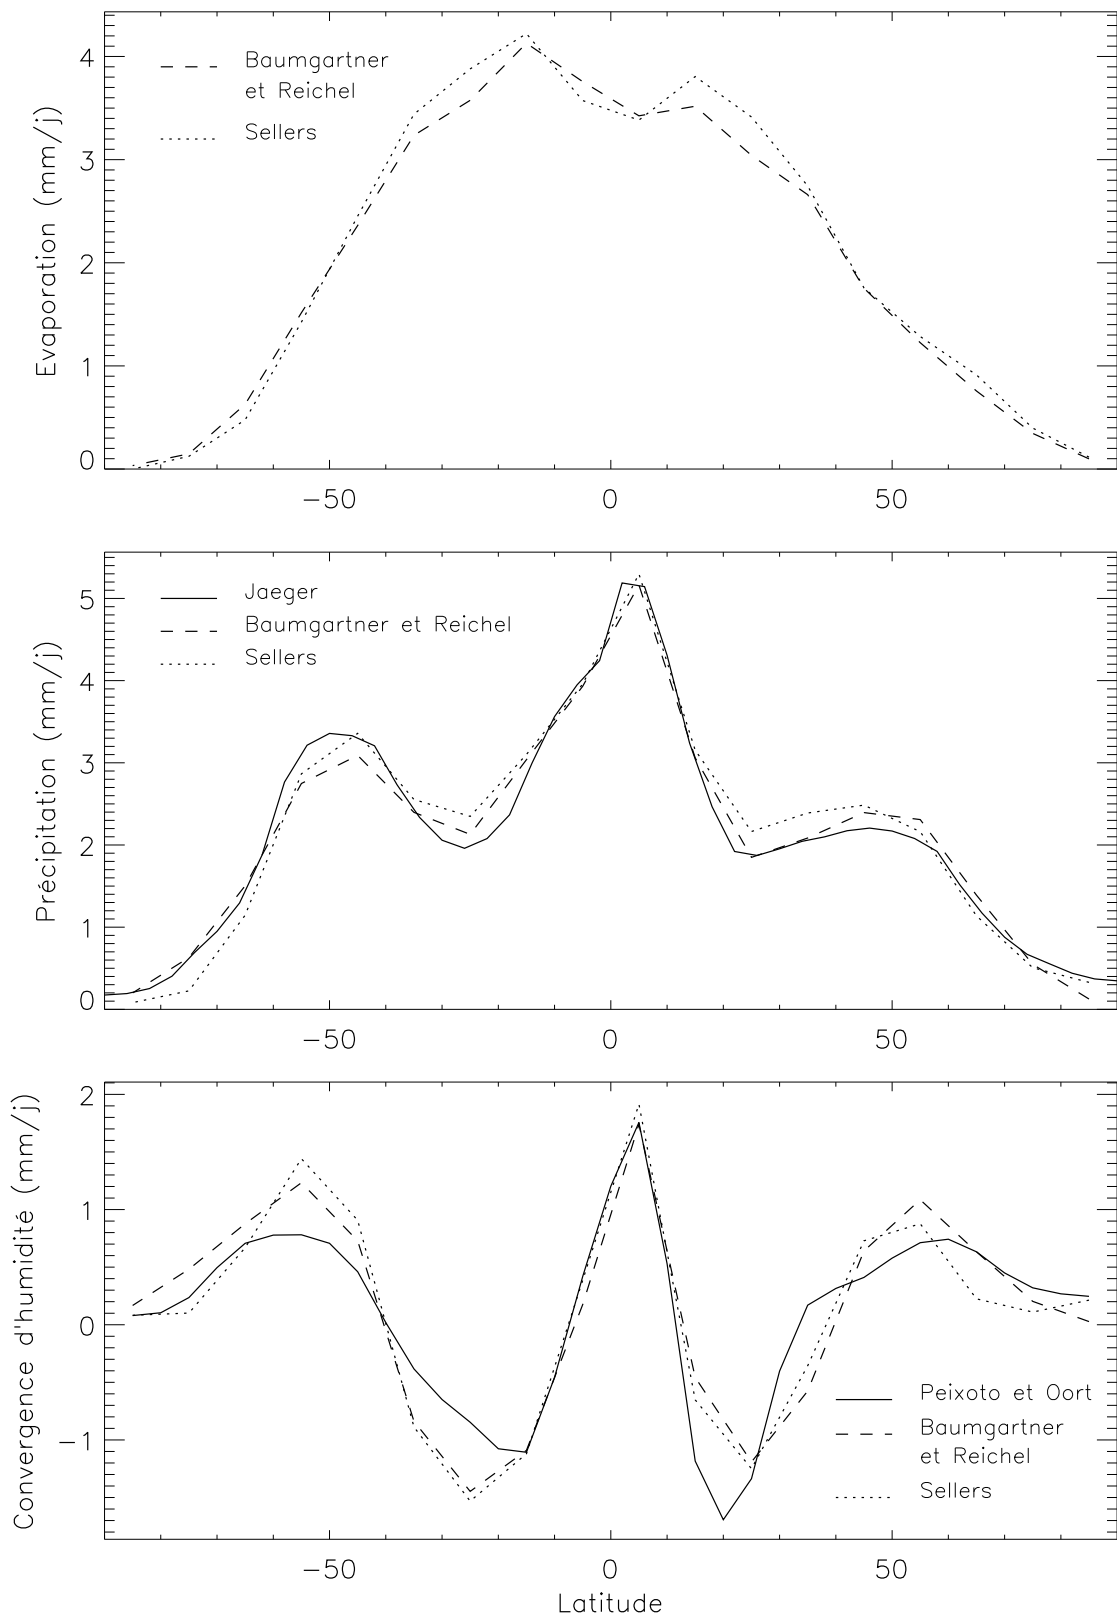 4
3
2
1
0
Evaporation (mm/j)
Baumgartner
et Reichel
Sellers
−50
0
50
5
4
3
2
1
0
Précipitation (mm/j)
Jaeger
Baumgartner et Reichel
Sellers
−50
0
50
2
1
0
−1
Convergence d'humidité (mm/j)
Peixoto et Oort
Baumgartner
et Reichel
Sellers
−50
0
50
Latitude